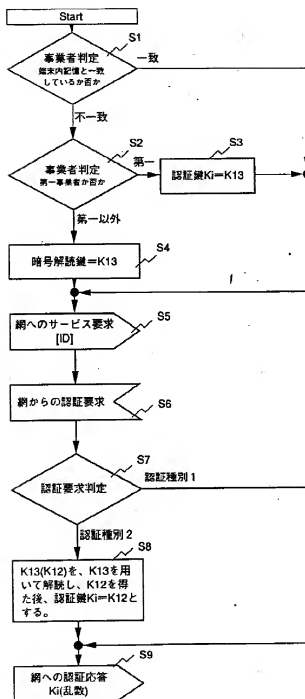 Start
S1
事業者判定
端末内記憶と一致
しているか否か
一致
不一致
S2
事業者判定
第一事業者か否か
第一
S3
認証鍵Ki=K13
第一以外
S4
暗号解読鍵=K13
網へのサービス要求
[ID]
S5
網からの認証要求
S6
S7
認証要求判定
認証種別1
認証種別2
S8
K13(K12)を、K13を用
いて解読し、K12を得
た後、認証鍵Ki=K12と
する。
S9
網への認証応答
Ki(乱数)